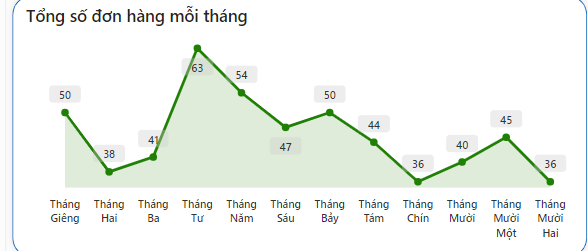 Tổng số đơn hàng mỗi tháng
50
38
41
63
54
47
50
44
36
40
45
36
Tháng Giêng
Tháng Hai
Tháng Ba
Tháng Tư
Tháng Năm
Tháng Sáu
Tháng Bảy
Tháng Tám
Tháng Chín
Tháng Mười
Tháng Mười Một
Tháng Mười Hai